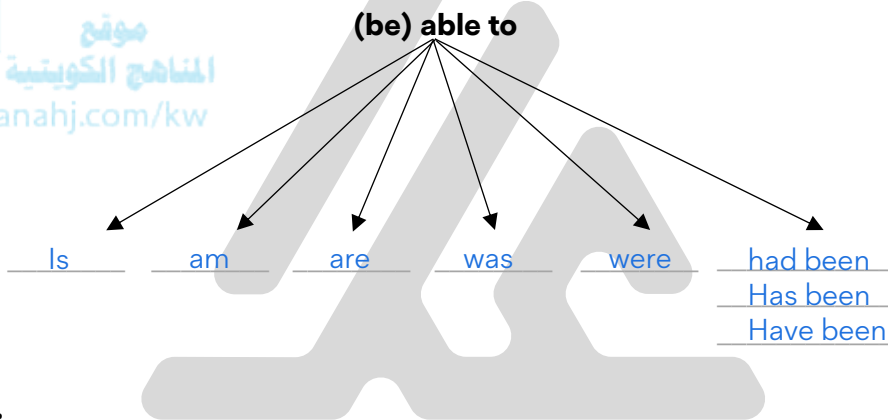 (be) able to
موقع
المناهج الكويتية
anahj.com/kw
Is am are was were had been
Has been
Have been